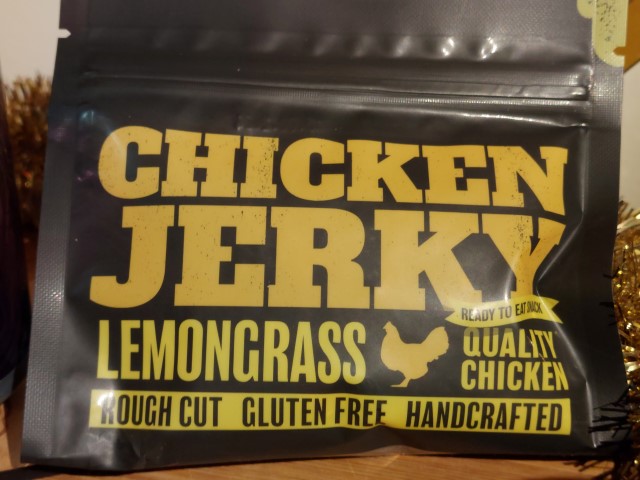 CHICKEN
JERKY
READY TO EAT SNACK
LEMONGRASS
QUALITY
CHICKEN
ROUGH CUT GLUTEN FREE HANDCRAFTED